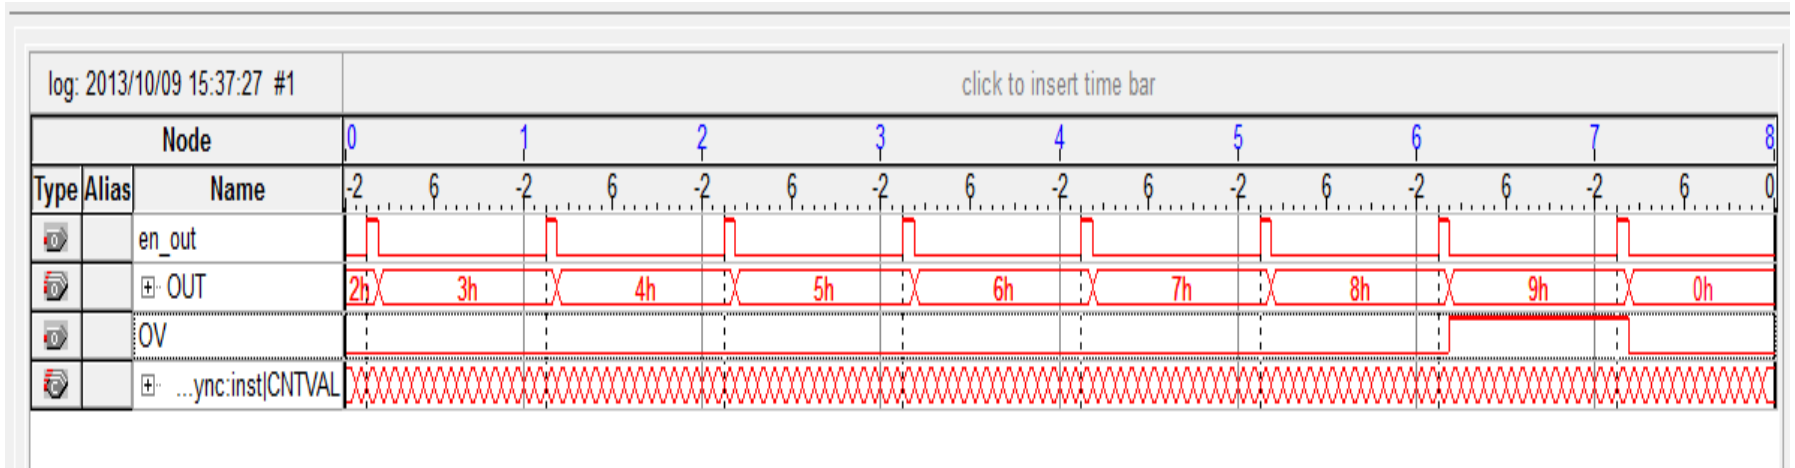 log: 2013/10/09 15:37:27 #1 click to insert time bar
Node 0 1 2 3 4 5 6 7 8
Type Alias Name -2 6 -2 6 -2 6 -2 6 -2 6 -2 6 -2 6 -2 6 0
en_out
OUT 2h 3h 4h 5h 6h 7h 8h 9h 0h
OV
...ync:inst|CNTVAL